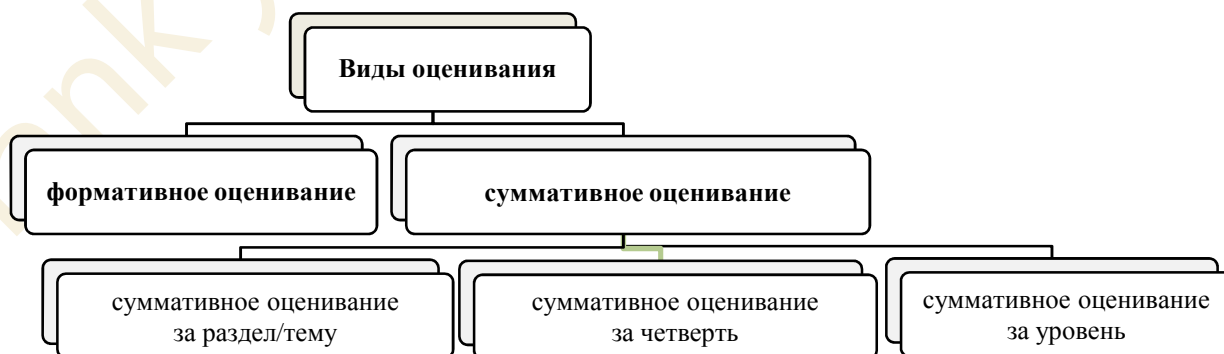 Виды оценивания
формативное оценивание
суммативное оценивание
суммативное оценивание
за раздел/тему
суммативное оценивание
за четверть
суммативное оценивание
за уровень